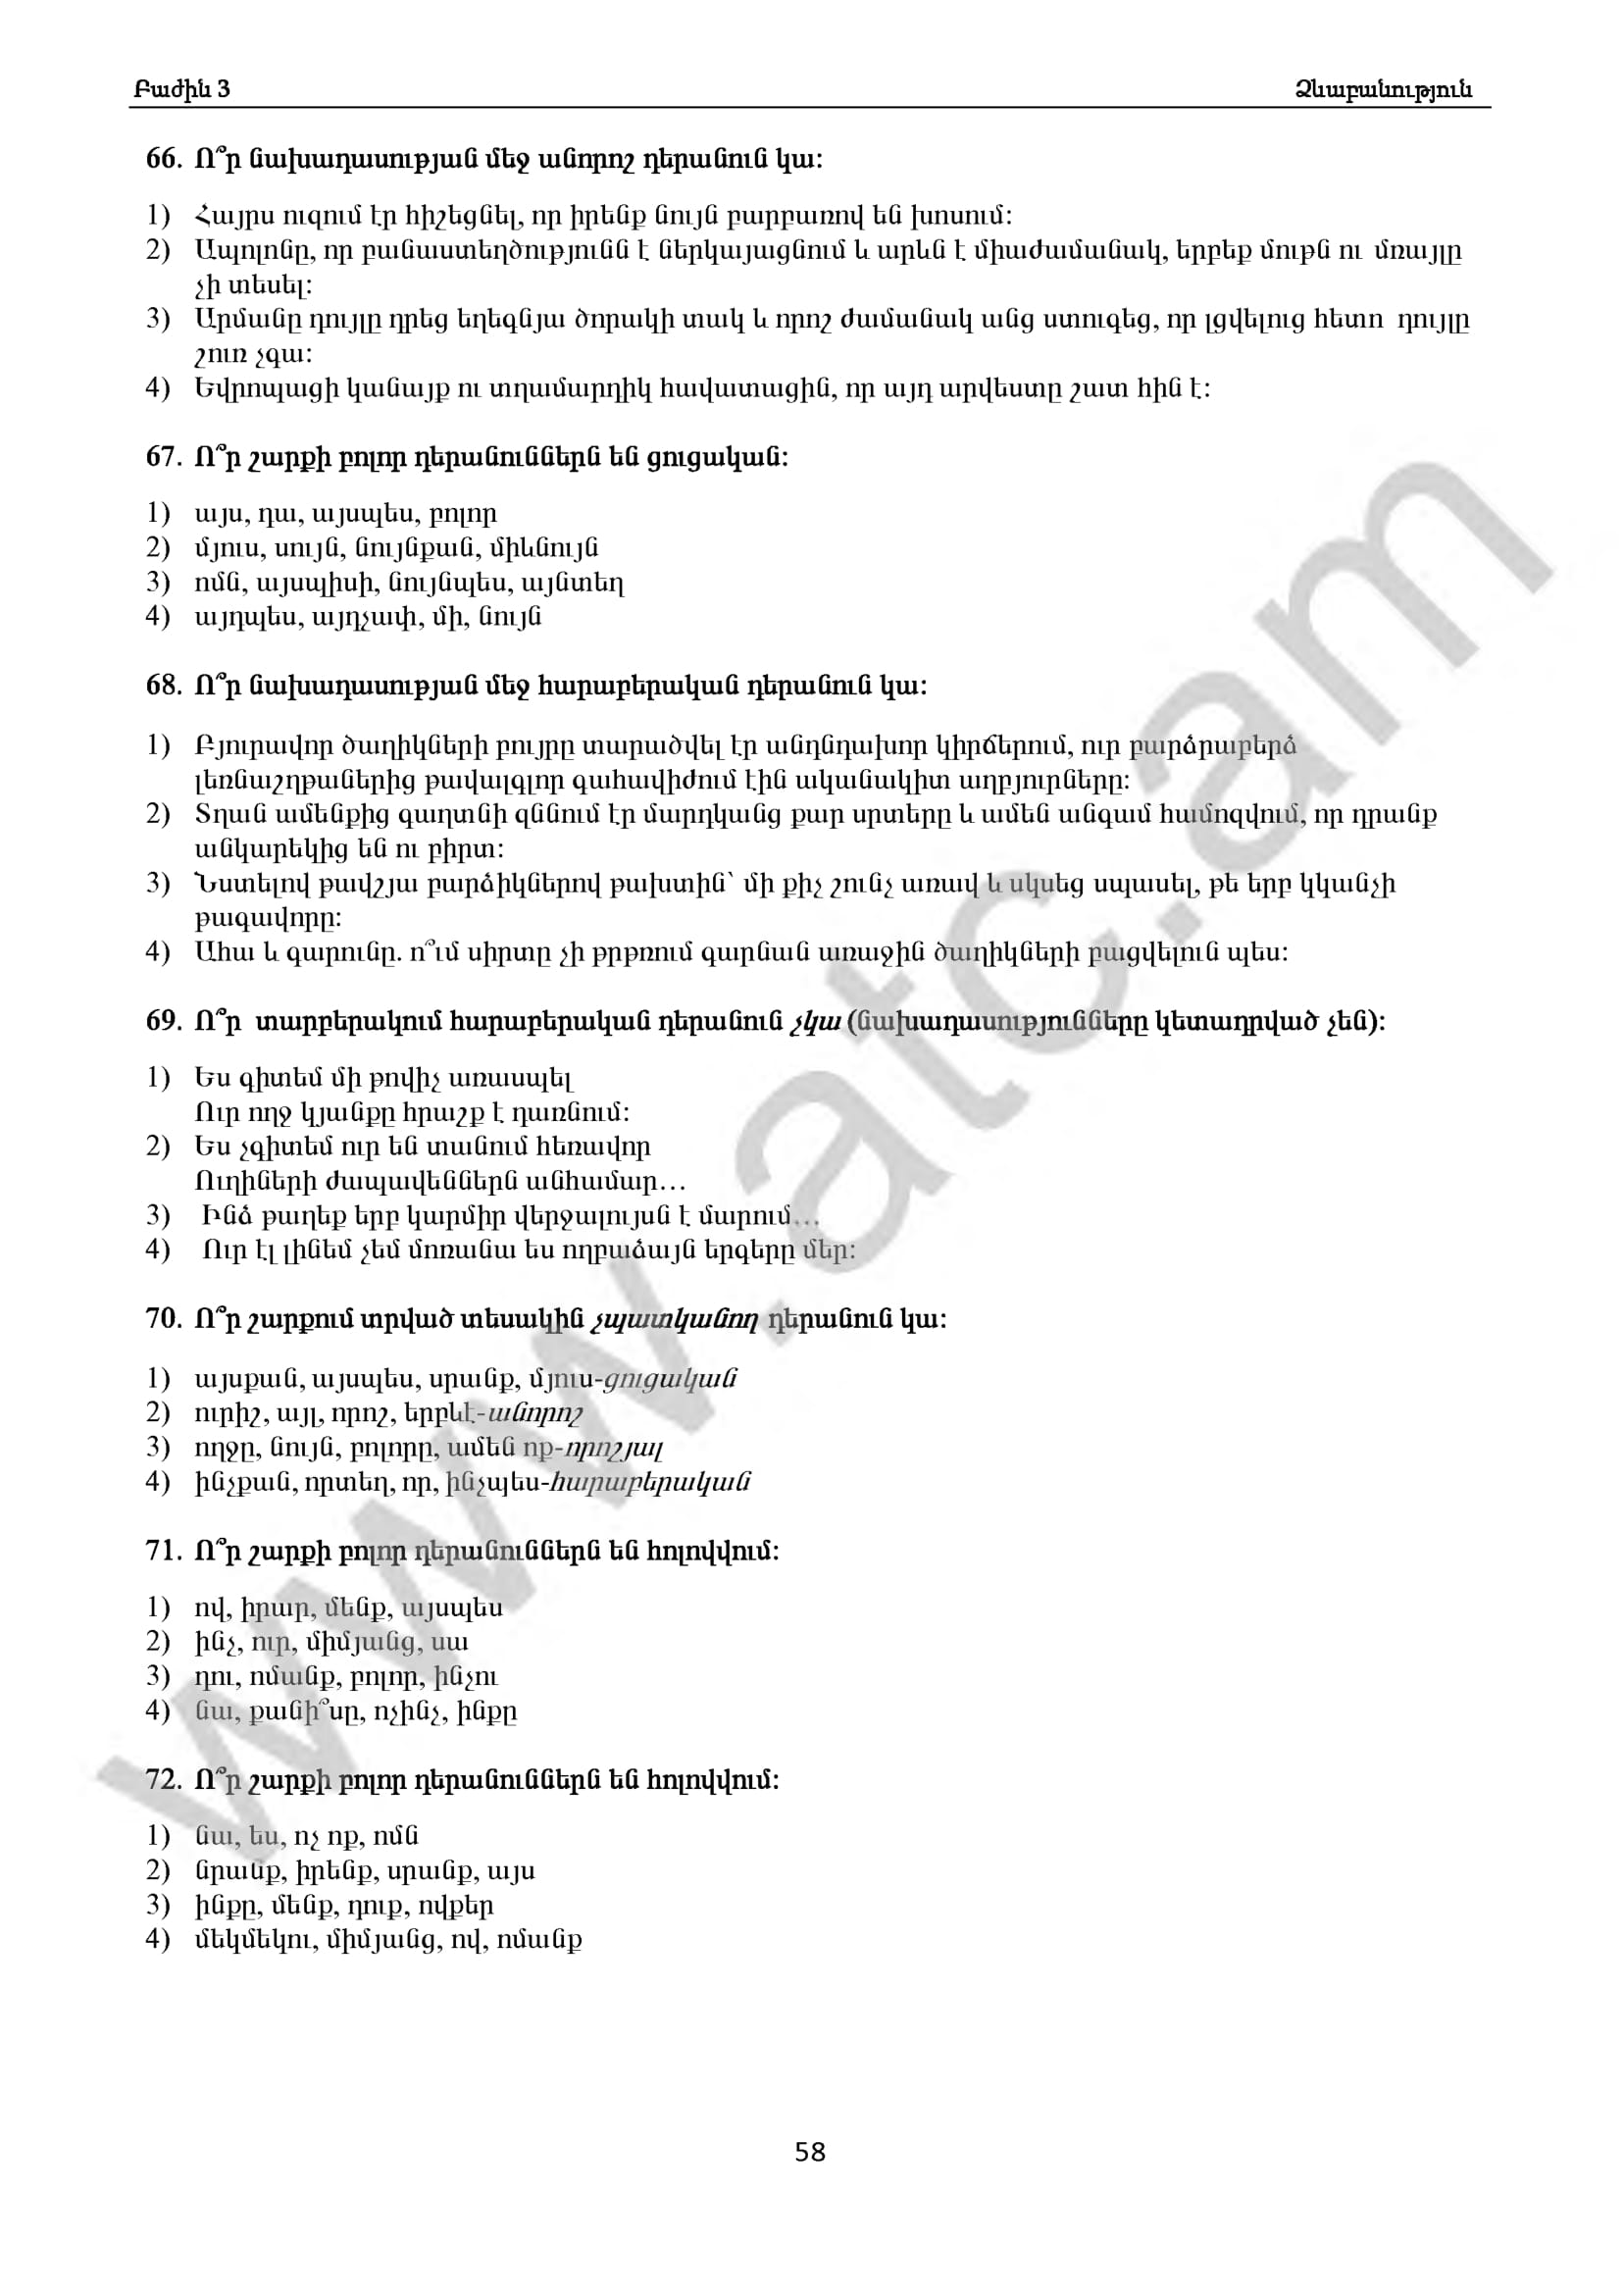 Բաժին 3 Ձևաբանություն
66. Ո՞ր նախադասության մեջ անորոշ դերանուն կա:
1) Հայրս ուզում էր հիշեցնել, որ իրենք նույն բարբառով են խոսում:
2) Ապոլոնը, որ բանաստեղծությունն է ներկայացնում և արևն է միաժամանակ, երբեք մութն ու մռայլը
չի տեսել:
3) Արմանը դույլը դրեց եղեգնյա ծորակի տակ և որոշ ժամանակ անց ստուգեց, որ լցվելուց հետո դույլը
շուռ չգա:
4) Եվրոպացի կանայք ու տղամարդիկ հավատացին, որ այդ արվեստը շատ հին է:
67. Ո՞ր շարքի բոլոր դերանուններն են ցուցական:
1) այս, դա, այսպես, բոլոր
2) մյուս, սույն, նույնքան, միևնույն
3) ոմն, այսպիսի, նույնպես, այնտեղ
4) այդպես, այդչափ, մի, նույն
68. Ո՞ր նախադասության մեջ հարաբերական դերանուն կա:
1) Բյուրավոր ծաղիկների բույրը տարածվել էր անդնդախոր կիրճերում, ուր բարձրաբերձ
լեռնաշղթաներից թավալգլոր գահավիժում էին ականակիտ աղբյուրները:
2) Տղան ամենքից գաղտնի զննում էր մարդկանց քար սրտերը և ամեն անգամ համոզվում, որ դրանք
անկարեկից են ու բիրտ:
3) Նստելով թավշյա բարձիկներով թախտին՝ մի քիչ շունչ առավ և սկսեց սպասել, թե երբ կկանչի
թագավորը:
4) Ահա և գարունը. ո՞ւմ սիրտը չի թրթռում գարնան առաջին ծաղիկների բացվելուն պես:
69. Ո՞ր տարբերակում հարաբերական դերանուն չկա (նախադասությունները կետադրված չեն):
1) Ես գիտեմ մի թովիչ առասպել
Ուր ողջ կյանքը հրաշք է դառնում:
2) Ես չգիտեմ ուր են տանում հեռավոր
Ուղիների ժապավեններն անհամար…
3) Ինձ թաղեք երբ կարմիր վերջալույսն է մարում…
4) Ուր էլ լինեմ չեմ մոռանա ես ողբաձայն երգերը մեր:
70. Ո՞ր շարքում տրված տեսակին չպատկանող դերանուն կա:
1) այսքան, այսպես, սրանք, մյուս-ցուցական
2) ուրիշ, այլ, որոշ, երբևէ-անորոշ
3) ողջը, նույն, բոլորը, ամեն ոք-որոշյալ
4) ինչքան, որտեղ, որ, ինչպես-հարաբերական
71. Ո՞ր շարքի բոլոր դերանուններն են հոլովվում:
1) ով, իրար, մենք, այսպես
2) ինչ, ուր, միմյանց, սա
3) դու, ոմանք, բոլոր, ինչու
4) նա, քանի՞սը, ոչինչ, ինքը
72. Ո՞ր շարքի բոլոր դերանուններն են հոլովվում:
1) նա, ես, ոչ ոք, ոմն
2) նրանք, իրենք, սրանք, այս
3) ինքը, մենք, դուք, ովքեր
4) մեկմեկու, միմյանց, ով, ոմանք
58
www.atc.am